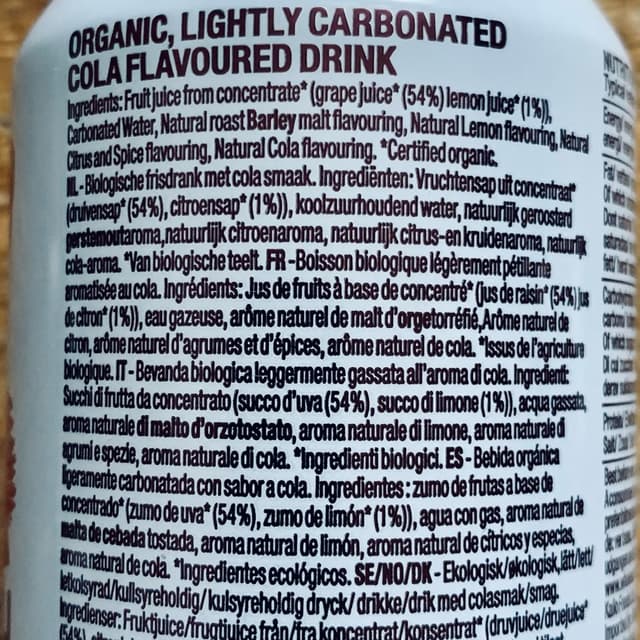 ORGANIC, LIGHTLY CARBONATED
COLA FLAVOURED DRINK
Ingredients: Fruit juice from concentrate* (grape juice* (54%) lemon juice* (1%)),
Carbonated Water, Natural roast Barley malt flavouring, Natural Lemon flavouring, Natural
Citrus and Spice flavouring, Natural Cola flavouring. *Certified organic.
NL - Biologische frisdrank met cola smaak. Ingrediënten: Vruchtensap uit concentraat*
(druivensap* (54%), citroensap* (1%)), koolzuurhoudend water, natuurlijk geroosterd
gerstemoutaroma, natuurlijk citroenaroma, natuurlijk citrus-en kruidenaroma, natuurlijk
cola-aroma. *Van biologische teelt. FR - Boisson biologique légèrement pétillante
aromatisée au cola. Ingrédients: Jus de fruits à base de concentré* (jus de raisin* (54%) jus
de citron* (1%)), eau gazeuse, arôme naturel de malt d'orge torréfié, Arôme naturel de
citron, arôme naturel d'agrumes et d'épices, arôme naturel de cola. *Issus de l'agriculture
biologique. IT - Bevanda biologica leggermente gassata all'aroma di cola. Ingredienti:
Succhi di frutta da concentrato (succo d'uva (54%), succo di limone (1%)), acqua gassata,
aroma naturale di malto d'orzo tostato, aroma naturale di limone, aroma naturale di
agrumi e spezie, aroma naturale di cola. *Ingredienti biologici. ES - Bebida orgánica
ligeramente carbonatada con sabor a cola. Ingredientes: zumo de frutas a base de
concentrado* (zumo de uva* (54%), zumo de limón* (1%)), agua con gas, aroma natural de
malta de cebada tostada, aroma natural de limón, aroma natural de cítricos y especias,
aroma natural de cola. *Ingredientes ecológicos. SE/NO/DK - Ekologisk/økologisk, lätt/lett/
letkolsyrad/kullsyreholdig/ kulsyreholdig dryck/ drikke/drik med colasmak/smag.
Ingredienser: Fruktjuice/frugtjuice från/fra koncentrat/konsentrat* (druvjuice/druejuice*
(54%)